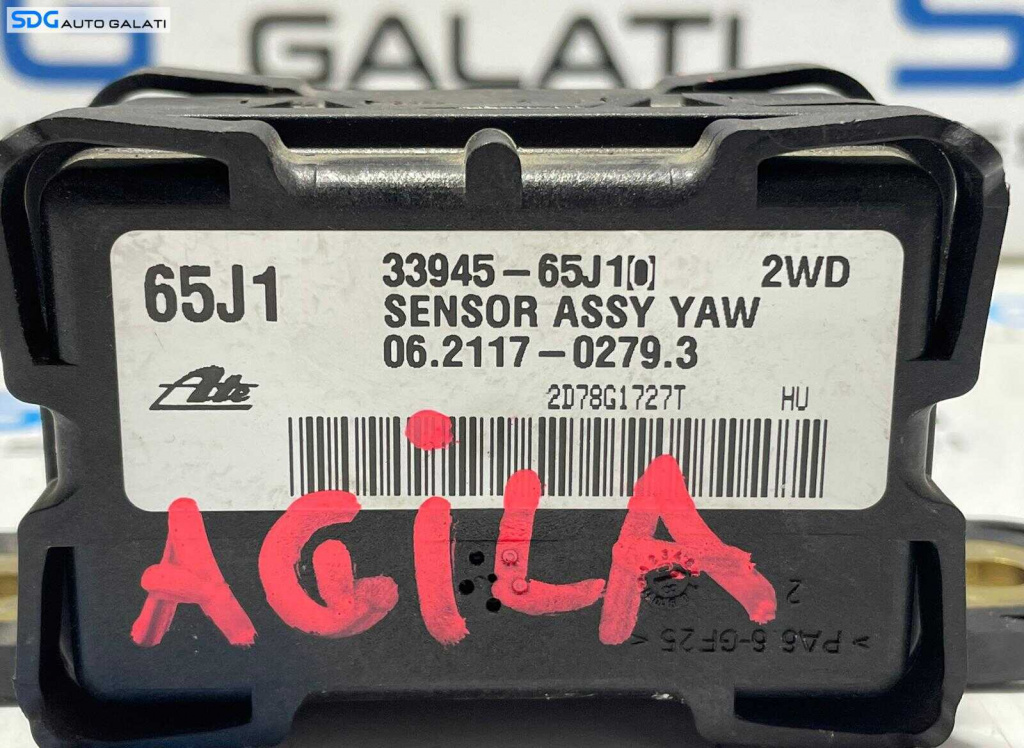 SDG AUTO GALATI
GALATI
65J1
33945-65J1[0] 2WD
SENSOR ASSY YAW
06.2117-0279.3
Ate
2D78G1727T HU
AGiLA
2
>PA6 6-GF25<